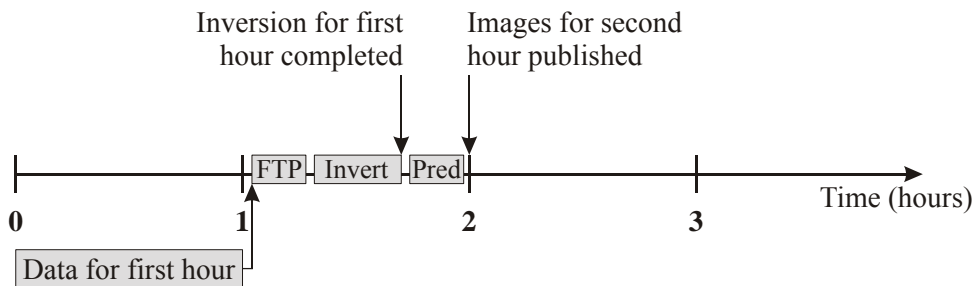 Inversion for first
hour completed
Images for second
hour published
FTP
Invert
Pred
Time (hours)
0
1
2
3
Data for first hour